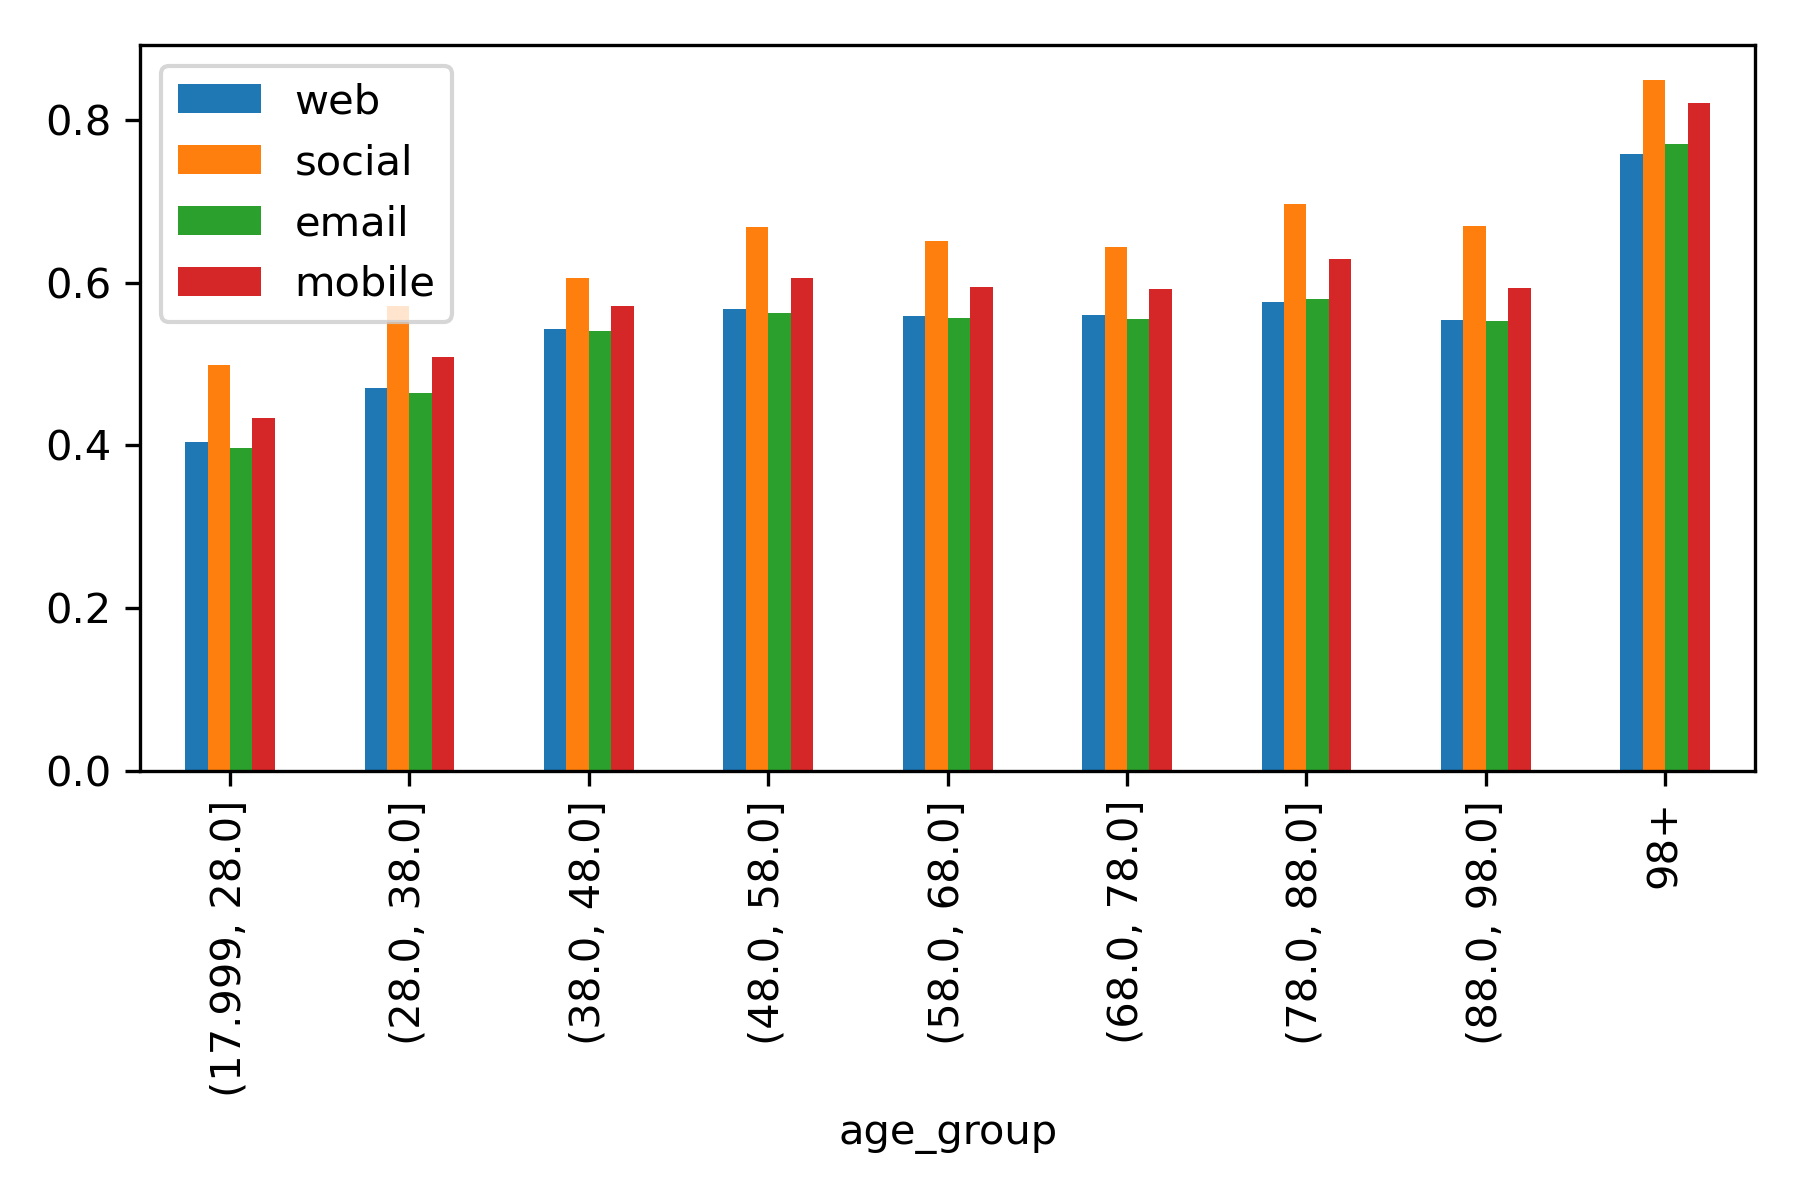 web
social
email
mobile
0.8
0.6
0.4
0.2
0.0
(17.999, 28.0]
(28.0, 38.0]
(38.0, 48.0]
(48.0, 58.0]
(58.0, 68.0]
(68.0, 78.0]
(78.0, 88.0]
(88.0, 98.0]
98+
age_group